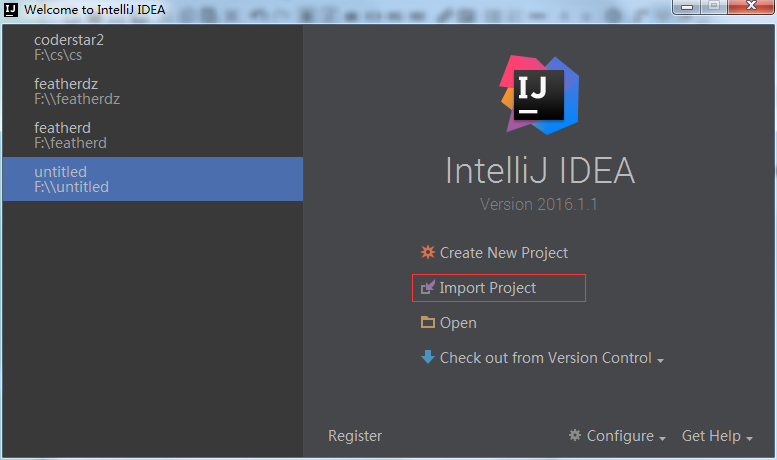 Welcome to IntelliJ IDEA
coderstar2
F:\cs\cs
featherdz
F:\\featherdz
featherd
F:\featherd
untitled
F:\\untitled
IJ
IntelliJ IDEA
Version 2016.1.1
Create New Project
Import Project
Open
Check out from Version Control
Register
Configure
Get Help